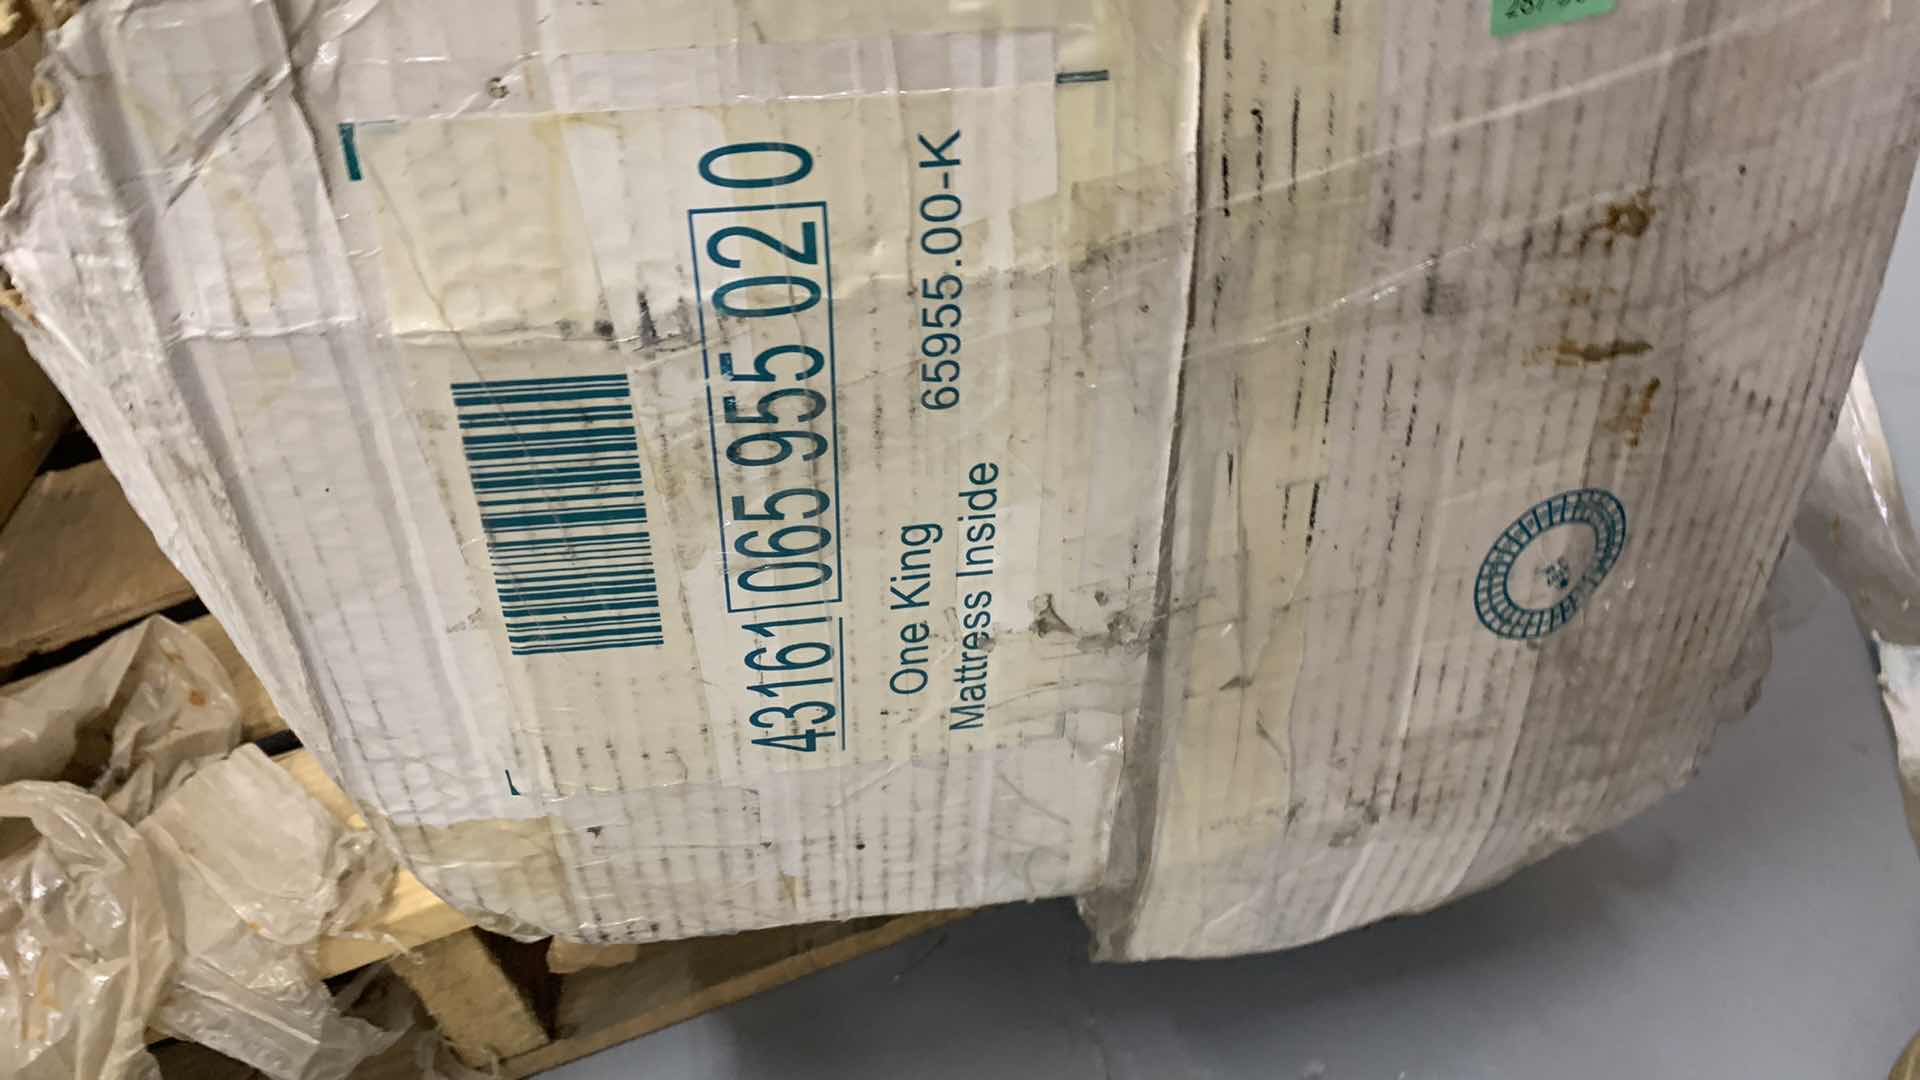 43161 065 955 02 0
One King 65955.00-K
Mattress Inside